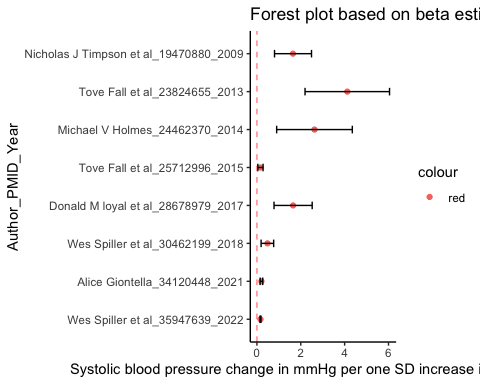 Forest plot based on beta esti
Nicholas J Timpson et al_19470880_2009
Tove Fall et al_23824655_2013
Michael V Holmes_24462370_2014
Tove Fall et al_25712996_2015
Donald M loyal et al_28678979_2017
Wes Spiller et al_30462199_2018
Alice Giontella_34120448_2021
Wes Spiller et al_35947639_2022
Author_PMID_Year
colour
red
0 2 4 6
Systolic blood pressure change in mmHg per one SD increase i